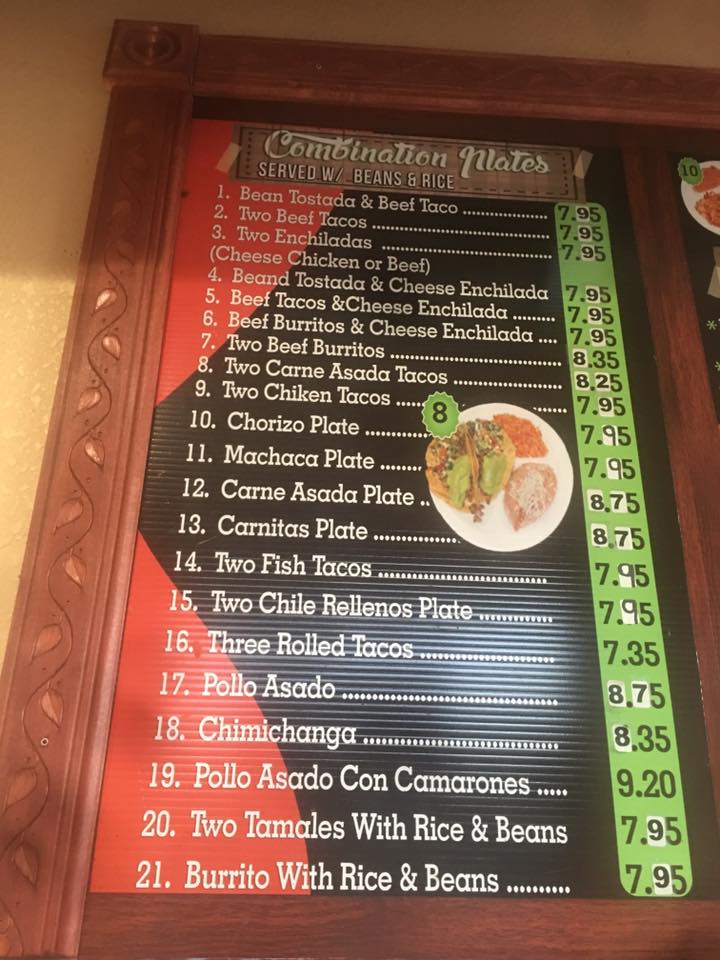 Combination Plates
SERVED W/ BEANS & RICE
1. Bean Tostada & Beef Taco .................. 7.95
2. Two Beef Tacos ........................................ 7.95
3. Two Enchiladas ..................................... 7.95
(Cheese Chicken or Beef)
4. Beand Tostada & Cheese Enchilada 7.95
5. Beef Tacos &Cheese Enchilada ......... 7.95
6. Beef Burritos & Cheese Enchilada .... 7.95
7. Two Beef Burritos ..................................... 8.35
8. Two Carne Asada Tacos ....................... 8.25
9. Two Chiken Tacos ..... ....... 7.95
10. Chorizo Plate ............ 7.95
11. Machaca Plate ........ 7.95
12. Carne Asada Plate .. 8.75
13. Carnitas Plate ................. 8.75
14. Two Fish Tacos .................................. 7.95
15. Two Chile Rellenos Plate ............. 7.95
16. Three Rolled Tacos ........................ 7.35
17. Pollo Asado ...................................... 8.75
18. Chimichanga .................................. 8.35
19. Pollo Asado Con Camarones ..... 9.20
20. Two Tamales With Rice & Beans 7.95
21. Burrito With Rice & Beans .......... 7.95
8
10